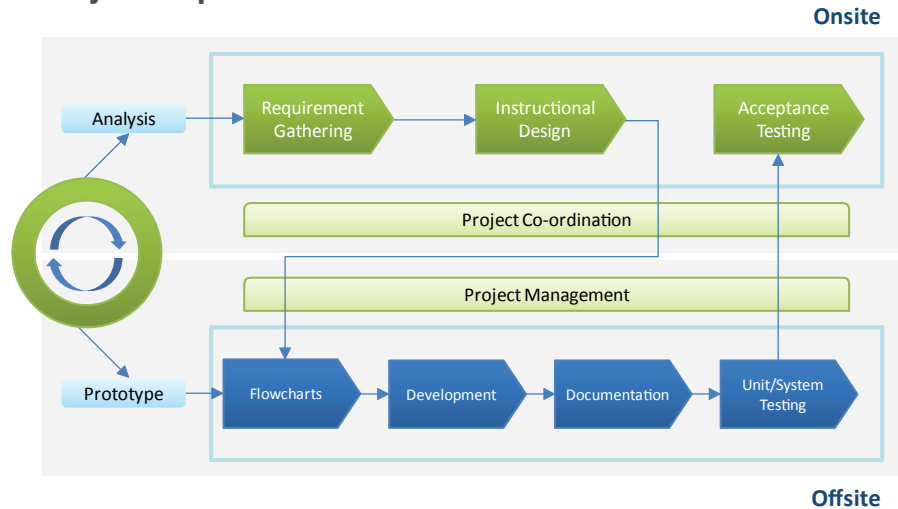 Onsite
Analysis
Requirement
Gathering
Instructional
Design
Acceptance
Testing
Project Co-ordination
Project Management
Prototype
Flowcharts
Development
Documentation
Unit/System
Testing
Offsite